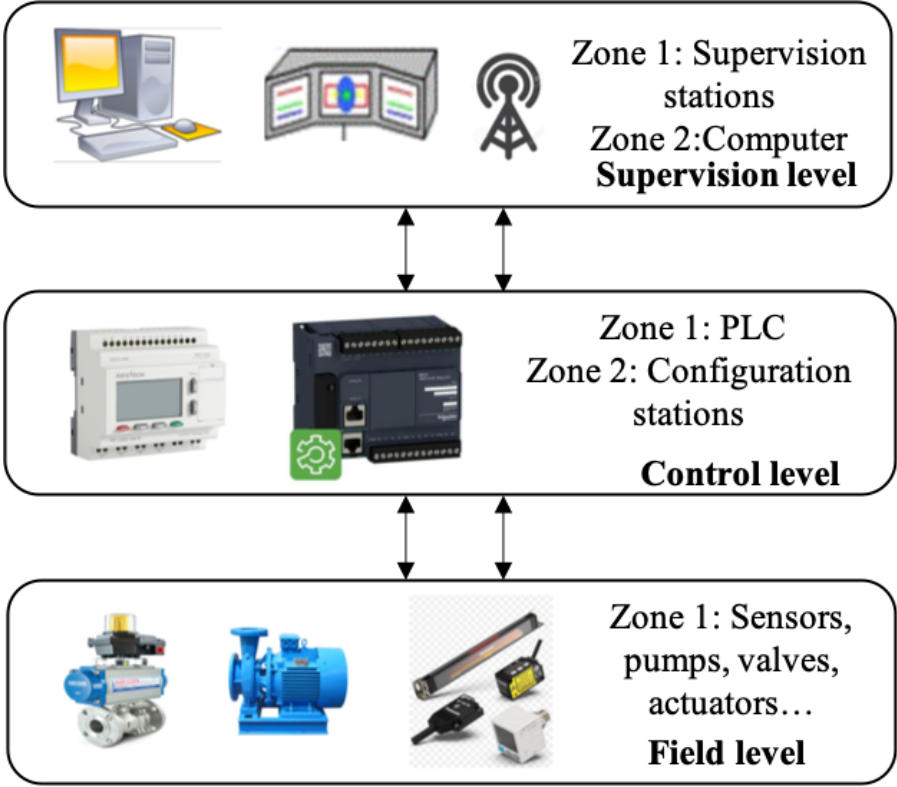 Zone 1: Supervision
stations
Zone 2:Computer
Supervision level
Zone 1: PLC
Zone 2: Configuration
stations
Control level
Zone 1: Sensors,
pumps, valves,
actuators…
Field level